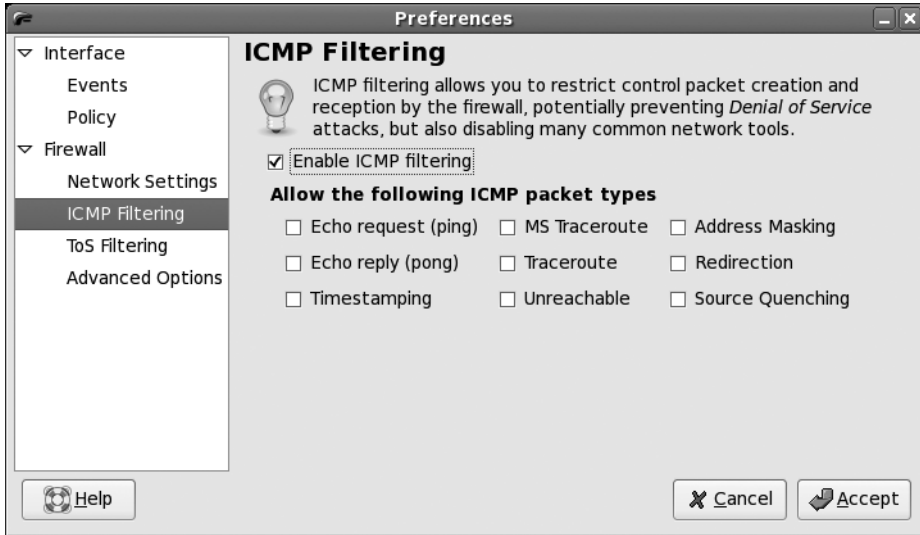 Preferences
Interface
Events
Policy
Firewall
Network Settings
ICMP Filtering
ToS Filtering
Advanced Options
ICMP Filtering
ICMP filtering allows you to restrict control packet creation and
reception by the firewall, potentially preventing Denial of Service
attacks, but also disabling many common network tools.
Enable ICMP filtering
Allow the following ICMP packet types
Echo request (ping) MS Traceroute Address Masking
Echo reply (pong) Traceroute Redirection
Timestamping Unreachable Source Quenching
Help Cancel Accept